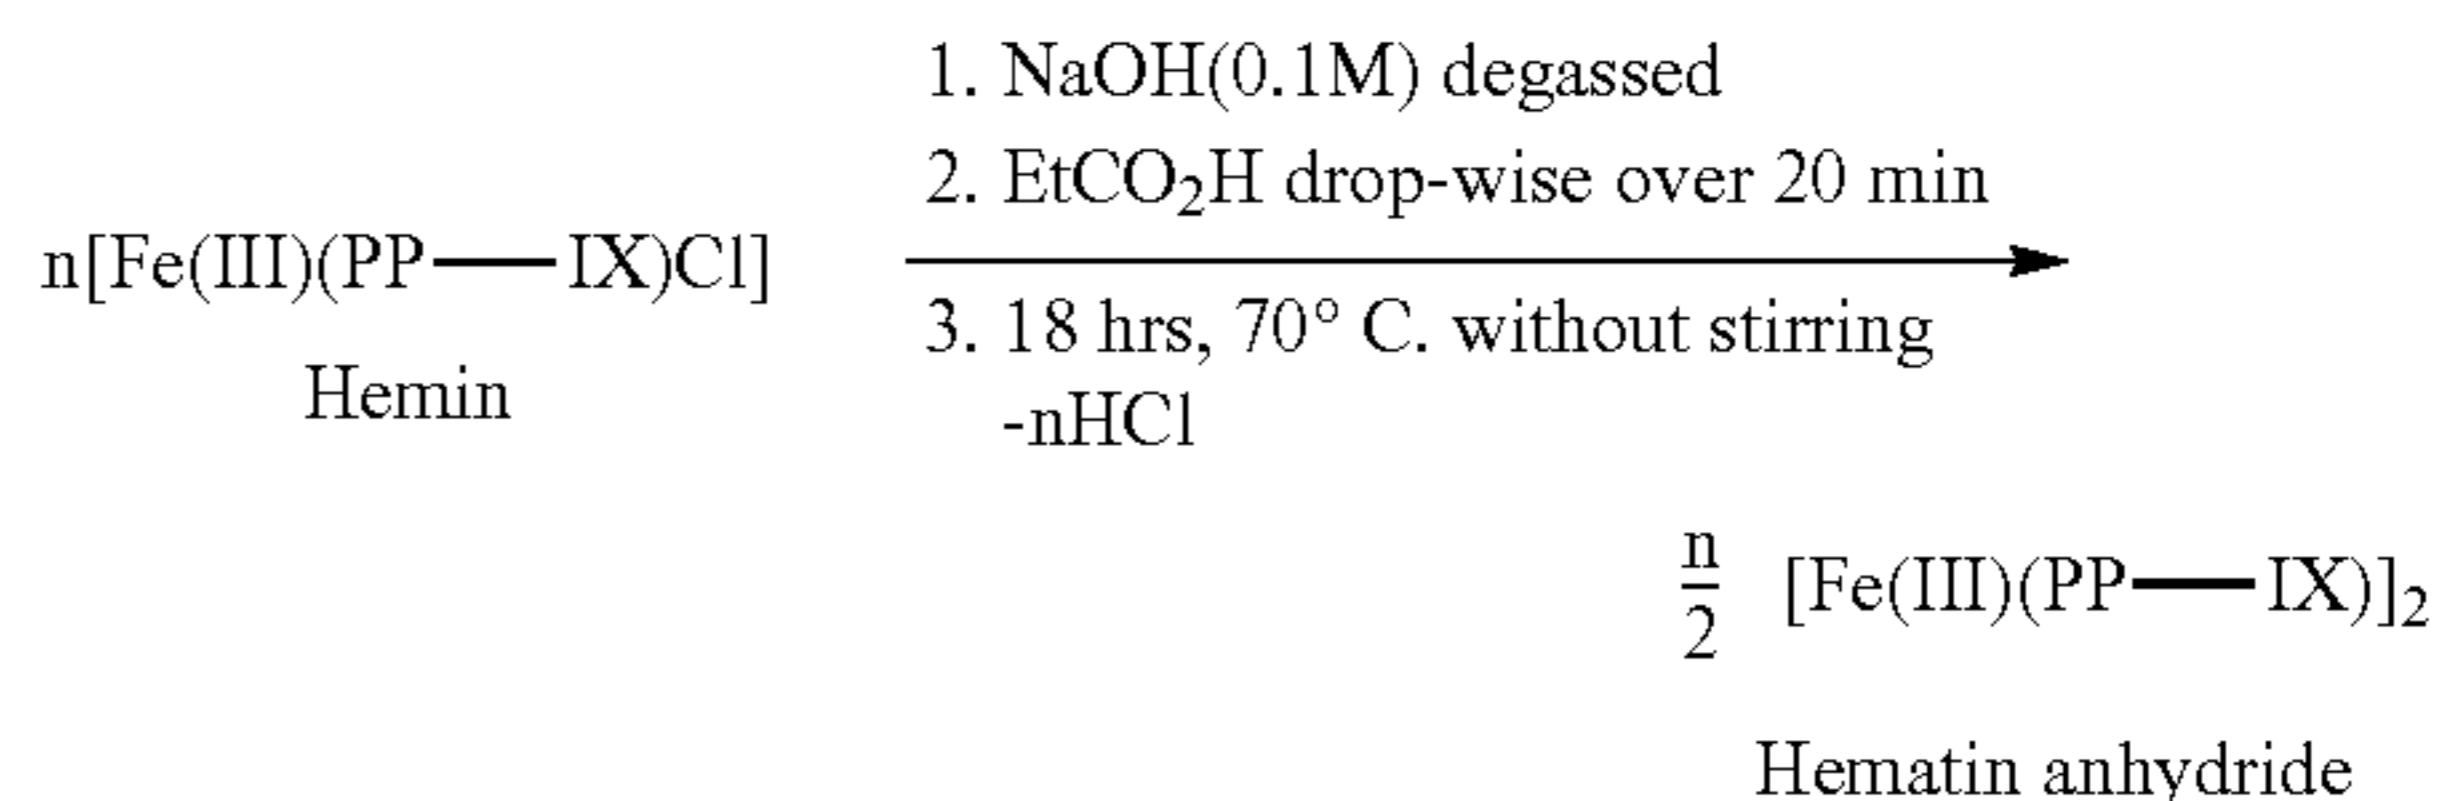 1. NaOH(0.1M) degassed
2. EtCO2H drop-wise over 20 min
n[Fe(III)(PP—IX)Cl]
3. 18 hrs, 70° C. without stirring
Hemin
-nHCl
n/2 [Fe(III)(PP—IX)]2
Hematin anhydride